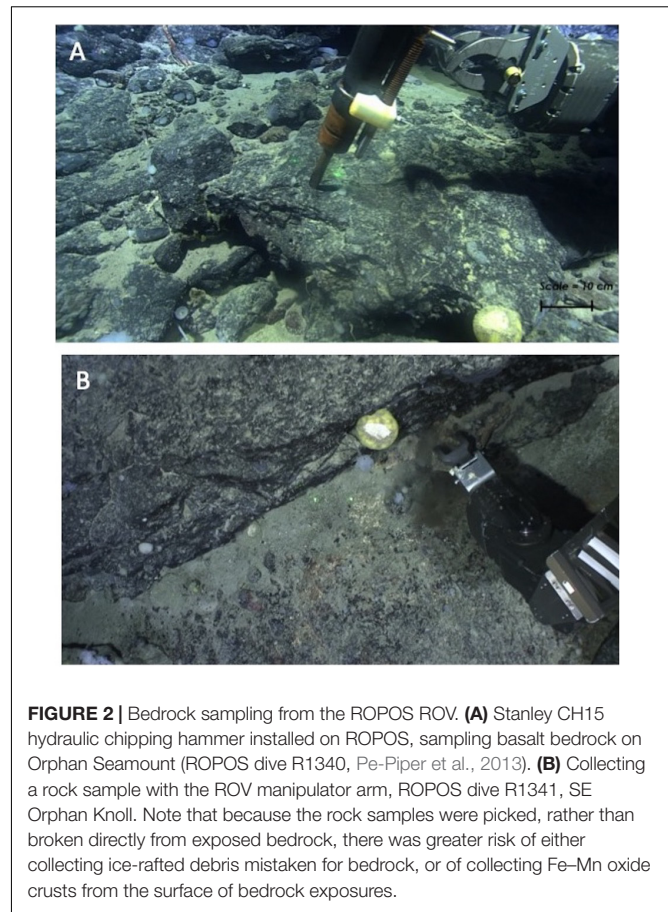 A
Scale = 10 cm
B
FIGURE 2 | Bedrock sampling from the ROPOS ROV. (A) Stanley CH15
hydraulic chipping hammer installed on ROPOS, sampling basalt bedrock on
Orphan Seamount (ROPOS dive R1340, Pe-Piper et al., 2013). (B) Collecting
a rock sample with the ROV manipulator arm, ROPOS dive R1341, SE
Orphan Knoll. Note that because the rock samples were picked, rather than
broken directly from exposed bedrock, there was greater risk of either
collecting ice-rafted debris mistaken for bedrock, or of collecting Fe–Mn oxide
crusts from the surface of bedrock exposures.